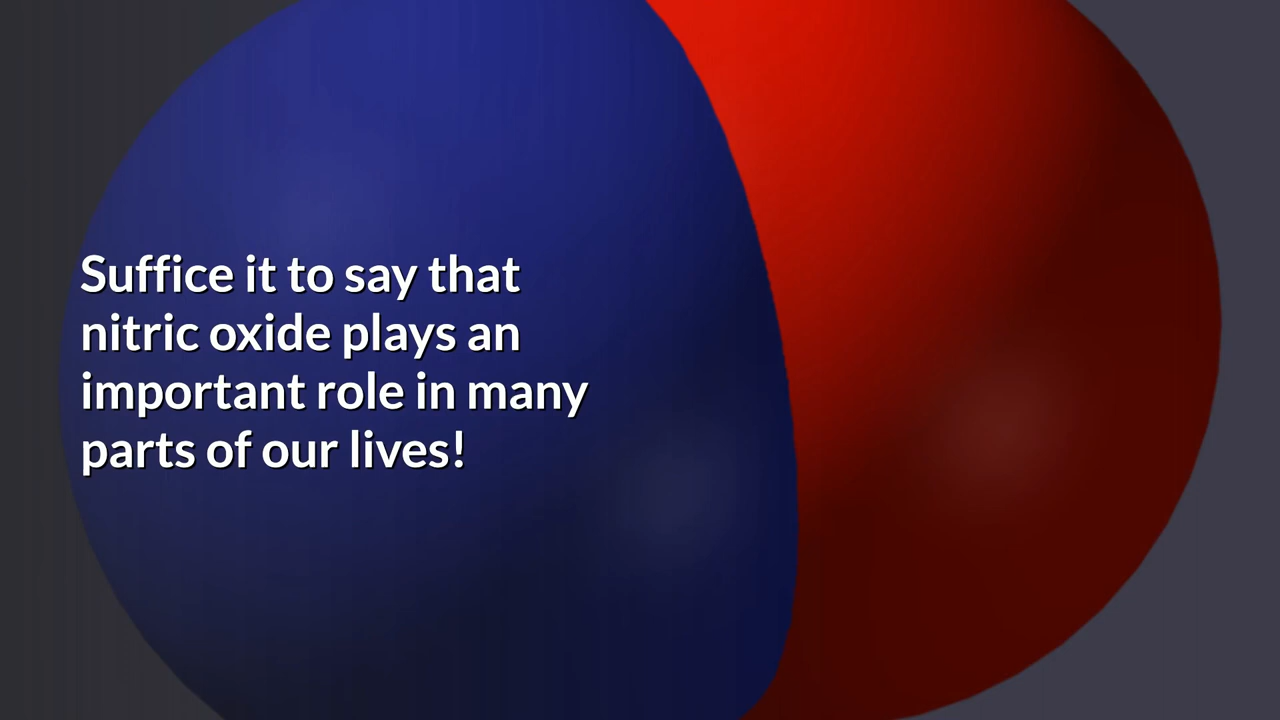 Suffice it to say that
nitric oxide plays an
important role in many
parts of our lives!